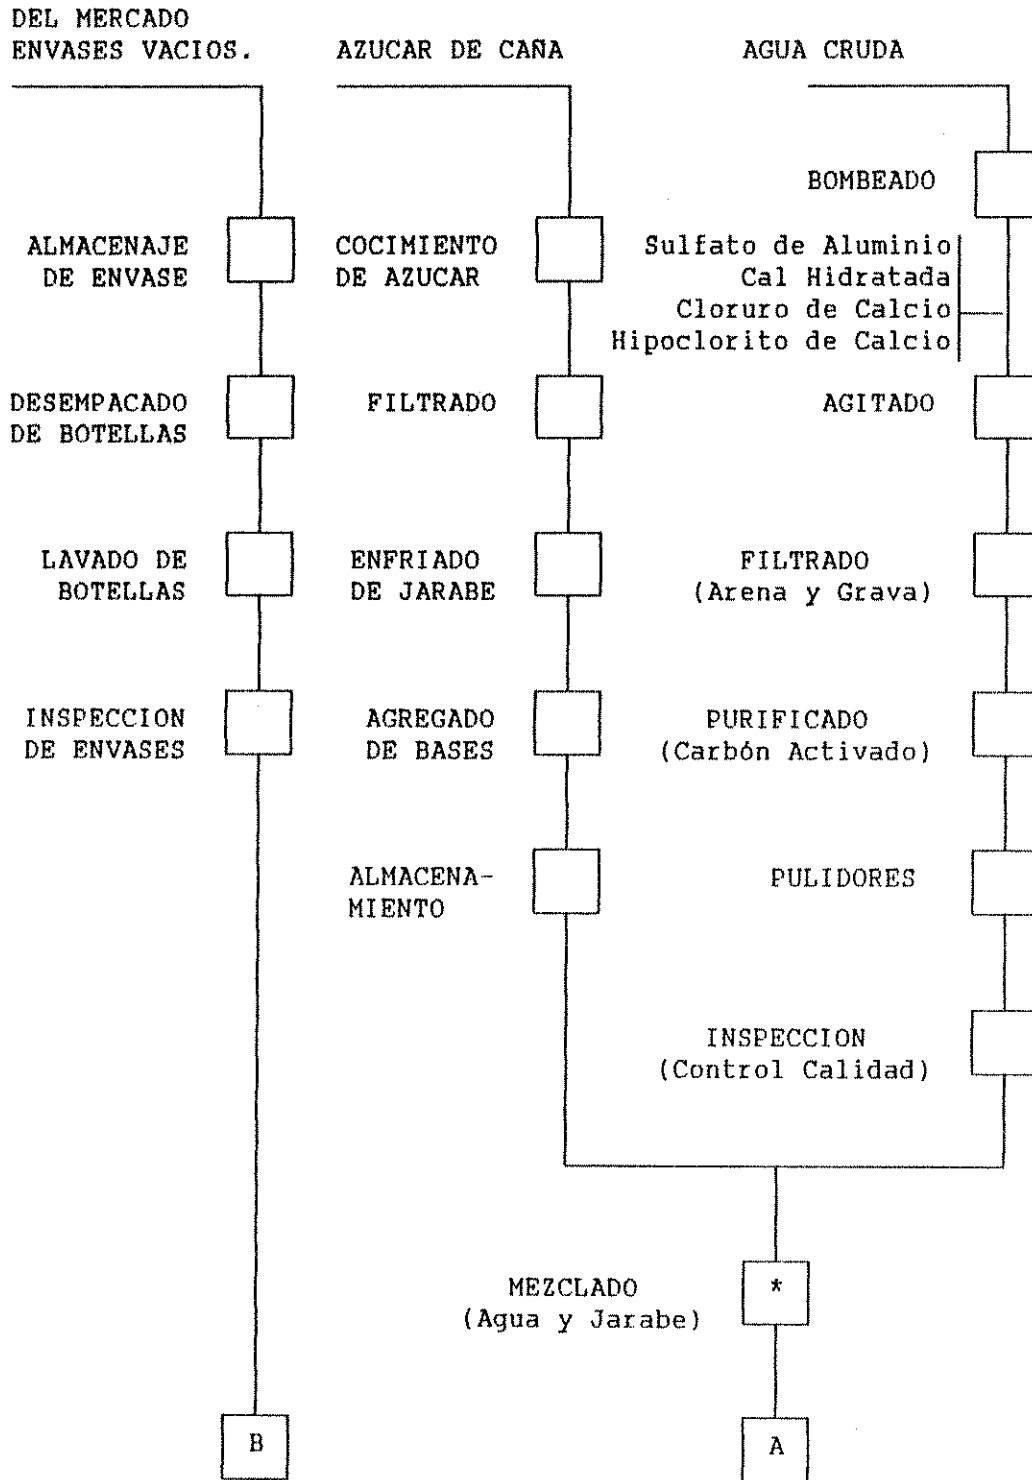 DEL MERCADO
ENVASES VACIOS.
AZUCAR DE CAÑA
AGUA CRUDA
ALMACENAJE
DE ENVASE
DESEMPACADO
DE BOTELLAS
LAVADO DE
BOTELLAS
INSPECCION
DE ENVASES
B
COCIMIENTO
DE AZUCAR
FILTRADO
ENFRIADO
DE JARABE
AGREGADO
DE BASES
ALMACENA-
MIENTO
BOMBEADO
Sulfato de Aluminio
Cal Hidratada
Cloruro de Calcio
Hipoclorito de Calcio
AGITADO
FILTRADO
(Arena y Grava)
PURIFICADO
(Carbón Activado)
PULIDORES
INSPECCION
(Control Calidad)
MEZCLADO
(Agua y Jarabe)
*
A